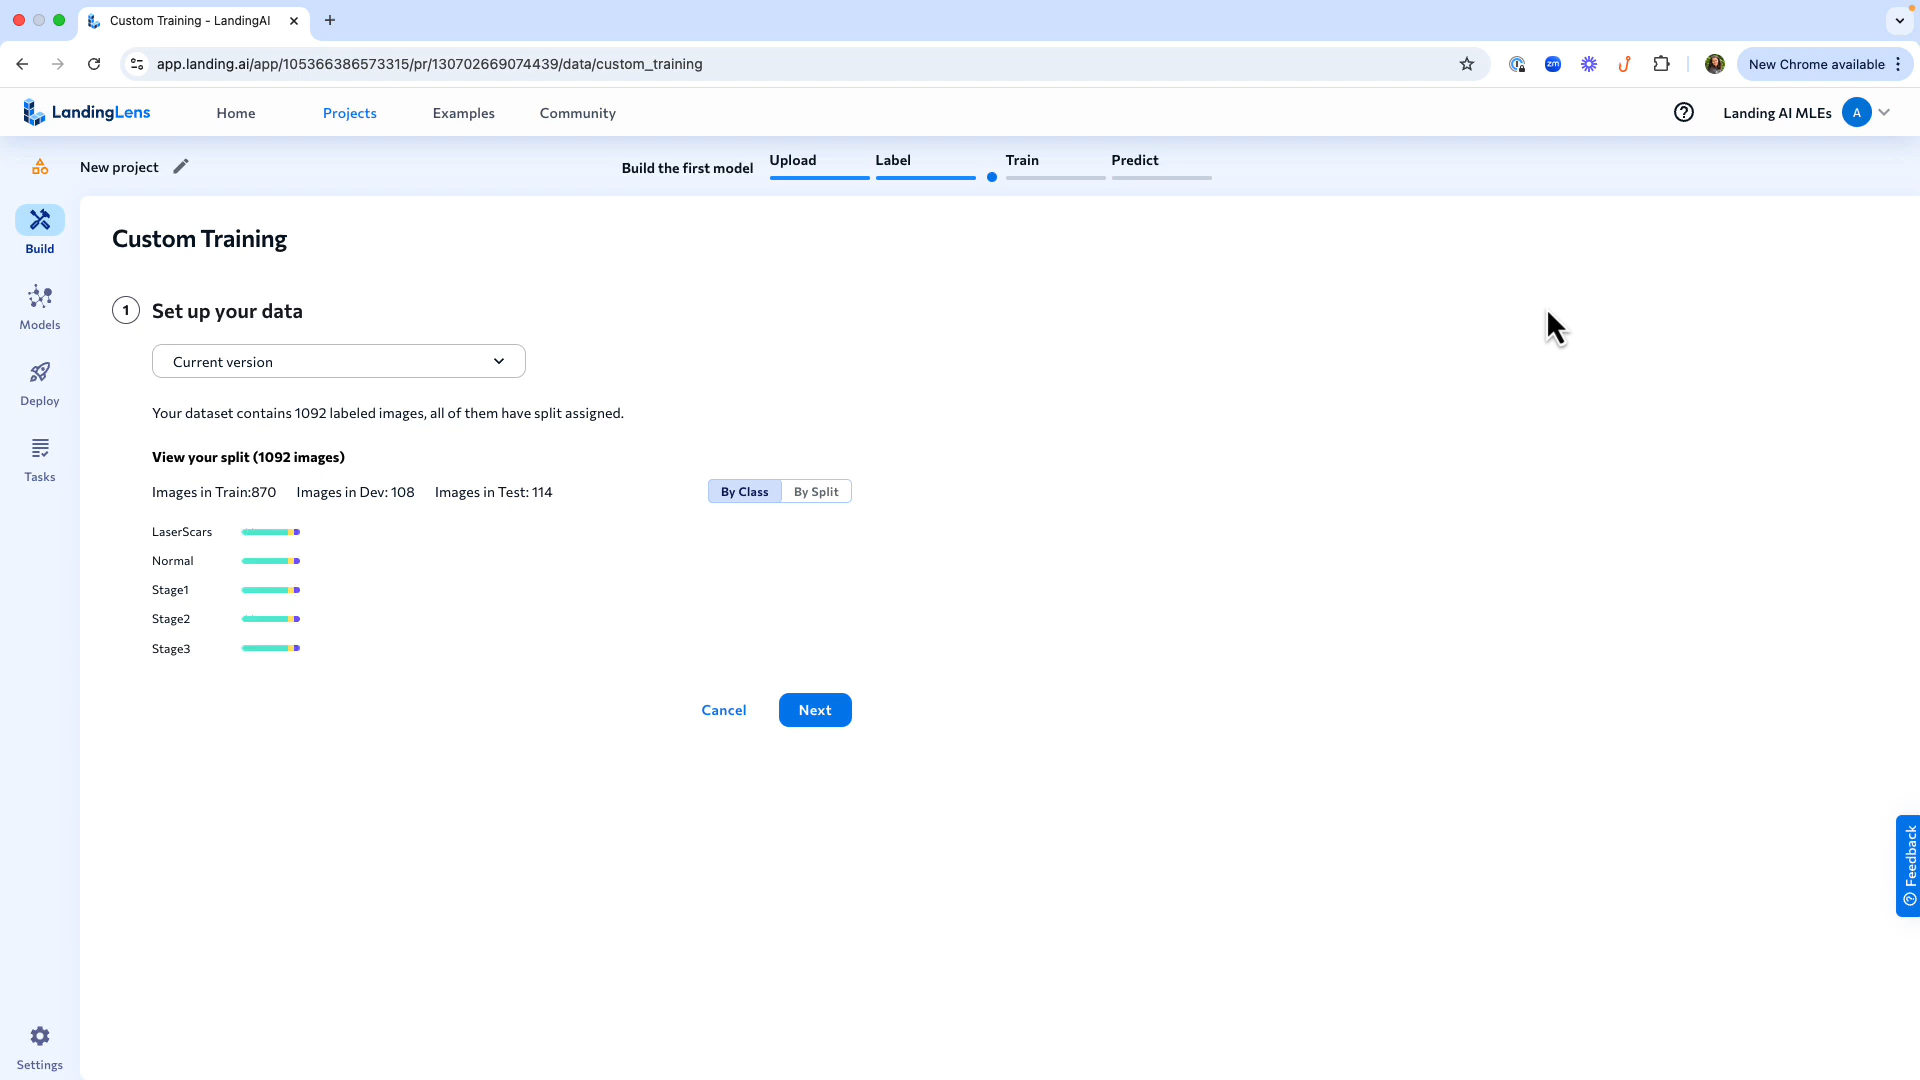 Custom Training - LandingAI
app.landing.ai/app/105366386573315/pr/130702669074439/data/custom_training
zm
New Chrome available
LandingLens
Home
Projects
Examples
Community
Landing AI MLEs
A
New project
Build the first model
Upload
Label
Train
Predict
Build
Models
Deploy
Tasks
Settings
Custom Training
1
Set up your data
Current version
Your dataset contains 1092 labeled images, all of them have split assigned.
View your split (1092 images)
Images in Train:870 Images in Dev: 108 Images in Test: 114
By Class
By Split
LaserScars
Normal
Stage1
Stage2
Stage3
Cancel
Next
Feedback